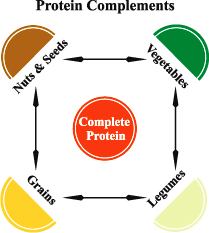 Protein Complements
Nuts & Seeds
Vegetables
Complete
Protein
Grains
Legumes